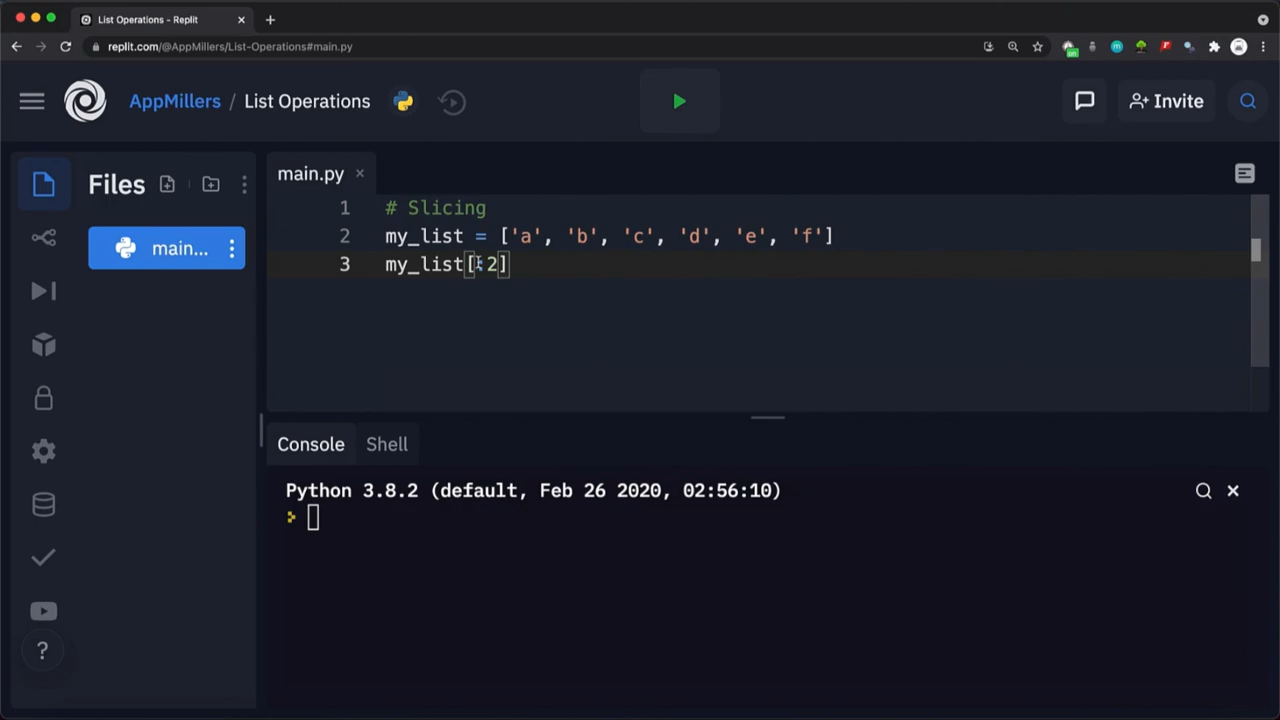 List Operations - Replit
replit.com/@AppMillers/List-Operations#main.py
AppMillers / List Operations
Invite
Files
main.py
main...
1 # Slicing
2 my_list = ['a', 'b', 'c', 'd', 'e', 'f']
3 my_list[:2]
Console Shell
Python 3.8.2 (default, Feb 26 2020, 02:56:10)